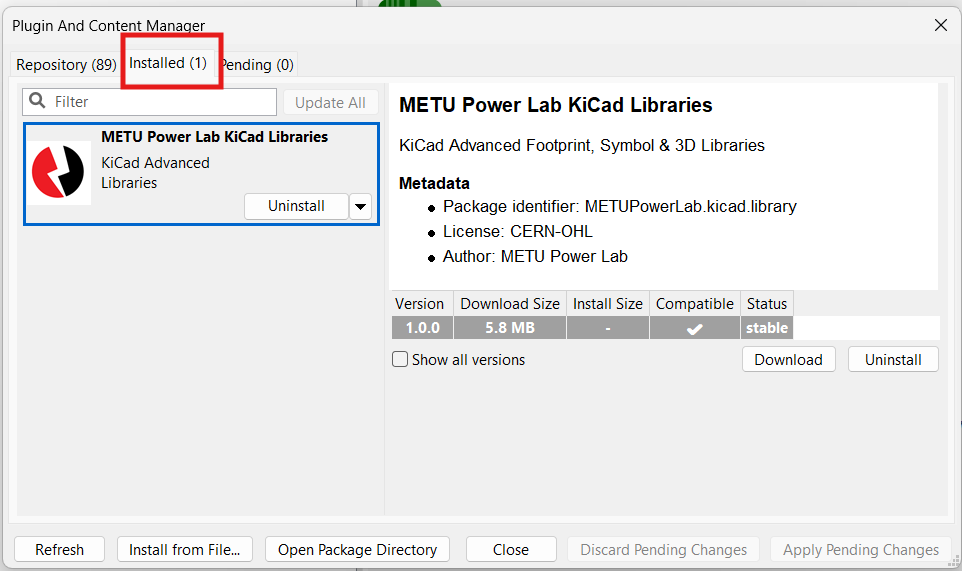 Plugin And Content Manager
Repository (89)
Installed (1)
Pending (0)
Filter
Update All
METU Power Lab KiCad Libraries
KiCad Advanced
Libraries
Uninstall
METU Power Lab KiCad Libraries
KiCad Advanced Footprint, Symbol & 3D Libraries
Metadata
Package identifier: METUPowerLab.kicad.library
License: CERN-OHL
Author: METU Power Lab
Version Download Size Install Size Compatible Status
1.0.0 5.8 MB - ✔ stable
Show all versions
Download
Uninstall
Refresh
Install from File...
Open Package Directory
Close
Discard Pending Changes
Apply Pending Changes